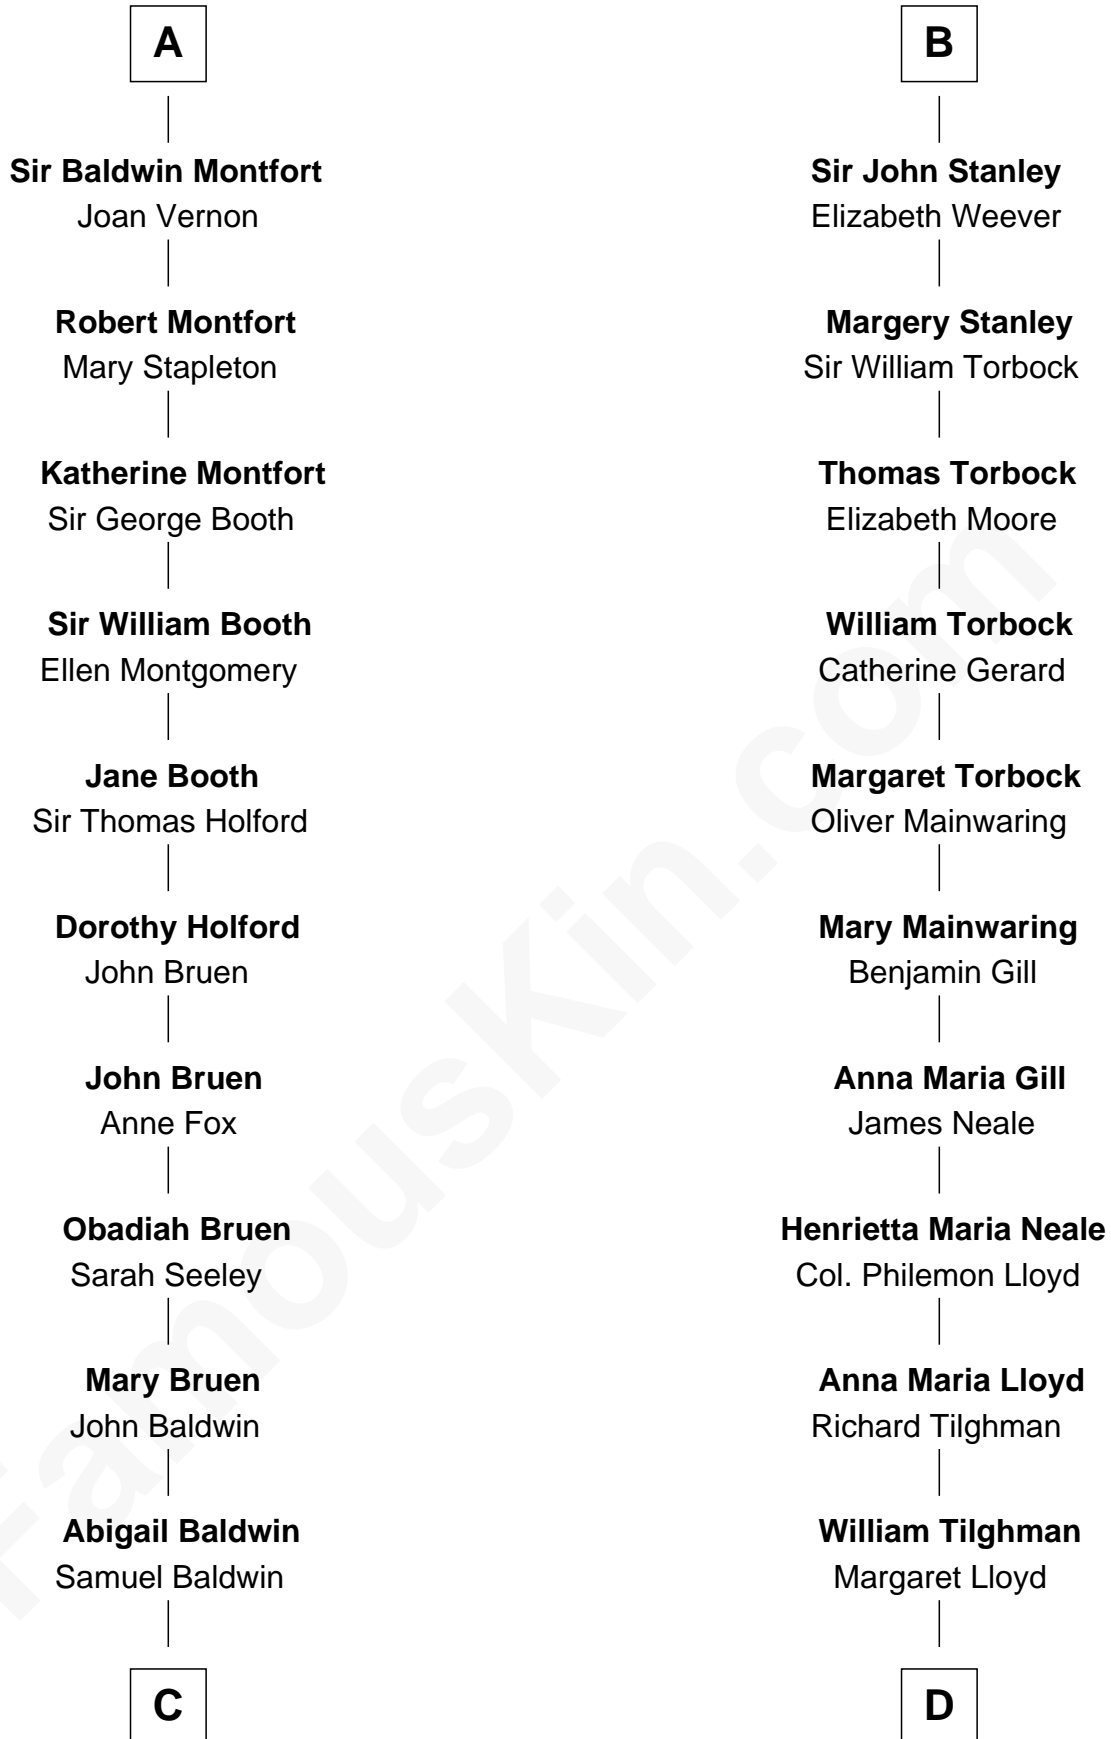 A
Sir Baldwin Montfort
Joan Vernon
Robert Montfort
Mary Stapleton
Katherine Montfort
Sir George Booth
Sir William Booth
Ellen Montgomery
Jane Booth
Sir Thomas Holford
Dorothy Holford
John Bruen
John Bruen
Anne Fox
Obadiah Bruen
Sarah Seeley
Mary Bruen
John Baldwin
Abigail Baldwin
Samuel Baldwin
C
B
Sir John Stanley
Elizabeth Weever
Margery Stanley
Sir William Torbock
Thomas Torbock
Elizabeth Moore
William Torbock
Catherine Gerard
Margaret Torbock
Oliver Mainwaring
Mary Mainwaring
Benjamin Gill
Anna Maria Gill
James Neale
Henrietta Maria Neale
Col. Philemon Lloyd
Anna Maria Lloyd
Richard Tilghman
William Tilghman
Margaret Lloyd
D
FamousKin.com